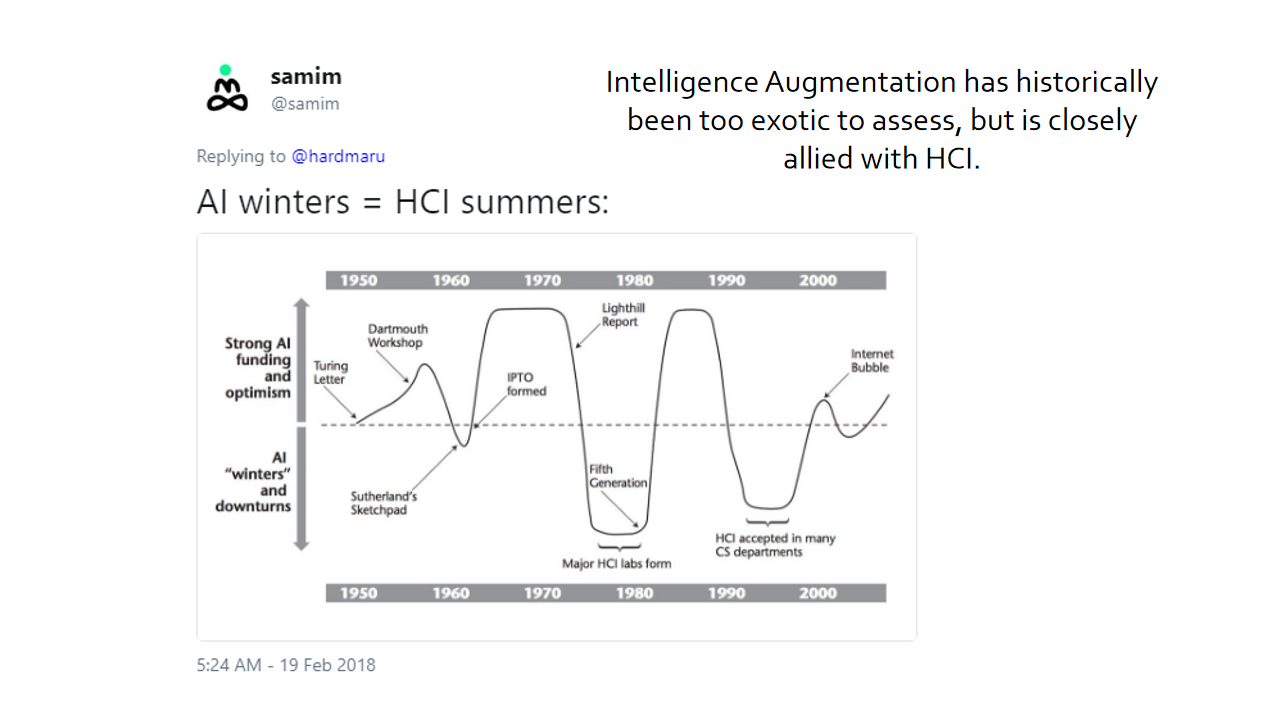 samim
@samim
Intelligence Augmentation has historically
been too exotic to assess, but is closely
allied with HCI.
Replying to @hardmaru
AI winters = HCI summers:
1950 1960 1970 1980 1990 2000
Strong AI
funding
and
optimism
AI
"winters"
and
downturns
Turing
Letter
Dartmouth
Workshop
Sutherland's
Sketchpad
IPTO
formed
Lighthill
Report
Fifth
Generation
Major HCI labs form
HCI accepted in many
CS departments
Internet
Bubble
1950 1960 1970 1980 1990 2000
5:24 AM - 19 Feb 2018